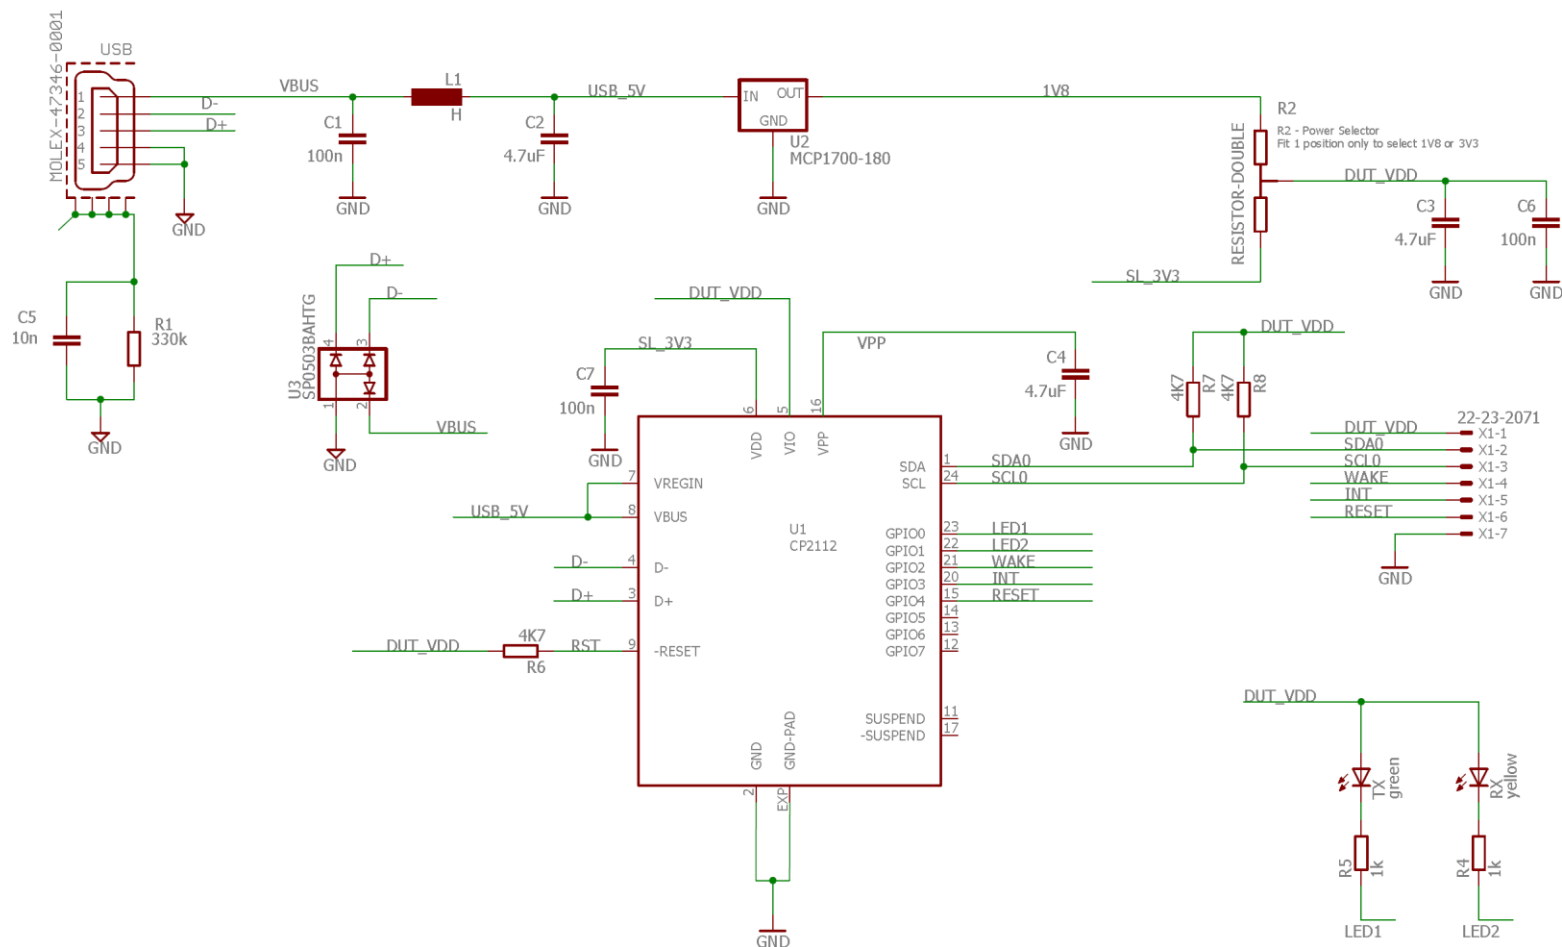 MOLEX-47346-0001
USB
1
2
3
4
5
VBUS
D-
D+
GND
C1
100n
GND
L1
H
C2
4.7uF
GND
USB_5V
IN
OUT
GND
U2
MCP1700-180
GND
1V8
R2
R2 - Power Selector
Fit 1 position only to select 1V8 or 3V3
RESISTOR-DOUBLE
DUT_VDD
SL_3V3
C3
4.7uF
GND
C6
100n
GND
C5
10n
R1
330k
GND
D+
D-
4
3
U3
SP0503BAHTG
1
2
VBUS
GND
DUT_VDD
SL_3V3
C7
100n
GND
VPP
C4
4.7uF
GND
6
5
16
VDD
VIO
VPP
USB_5V
7
VREGIN
8
VBUS
D-
4
D-
D+
3
D+
DUT_VDD
4K7
R6
RST
9
-RESET
U1
CP2112
SDA
1
SDA0
SCL
24
SCL0
GPIO0
23
LED1
GPIO1
22
LED2
GPIO2
21
WAKE
GPIO3
20
INT
GPIO4
15
RESET
GPIO5
14
GPIO6
13
GPIO7
12
SUSPEND
11
-SUSPEND
17
GND
GND-PAD
2
EXP
GND
DUT_VDD
4K7
R7
4K7
R8
22-23-2071
DUT_VDD
X1-1
SDA0
X1-2
SCL0
X1-3
WAKE
X1-4
INT
X1-5
RESET
X1-6
X1-7
GND
DUT_VDD
TX
green
RX
yellow
R5
1k
R4
1k
LED1
LED2